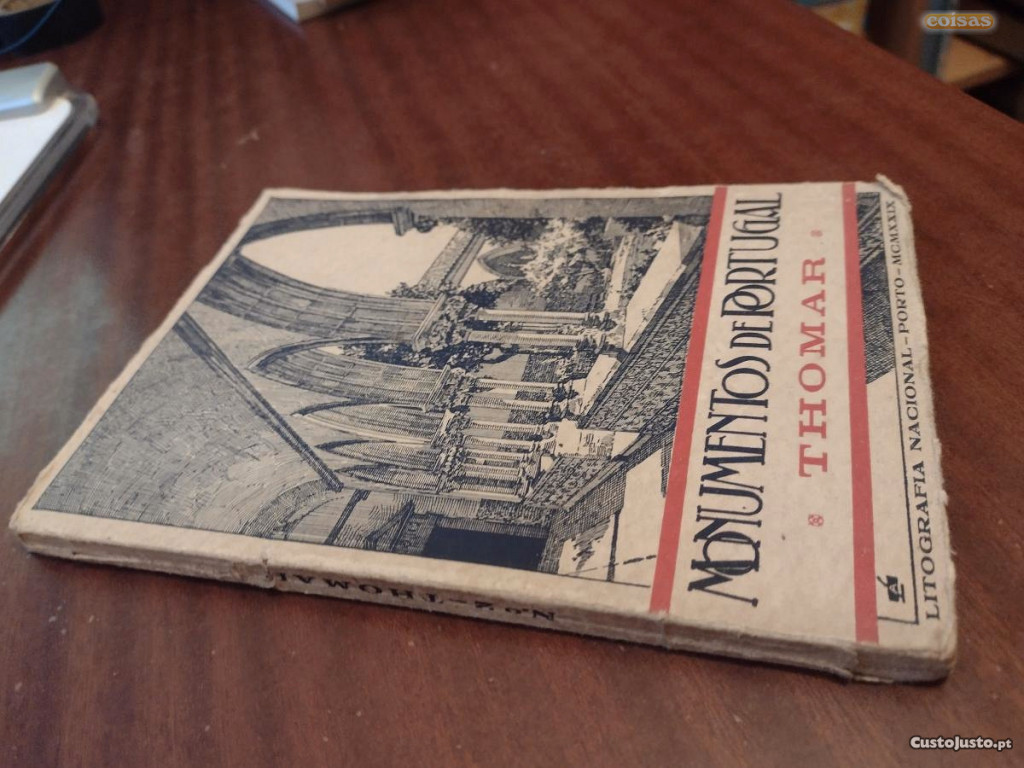 coisas
MONUMENTOS DE PORTUGAL
THOMAR
LITOGRAFIA NACIONAL - PORTO - MCMXXIX
N.o 2 - THOMAR
CustoJusto.pt